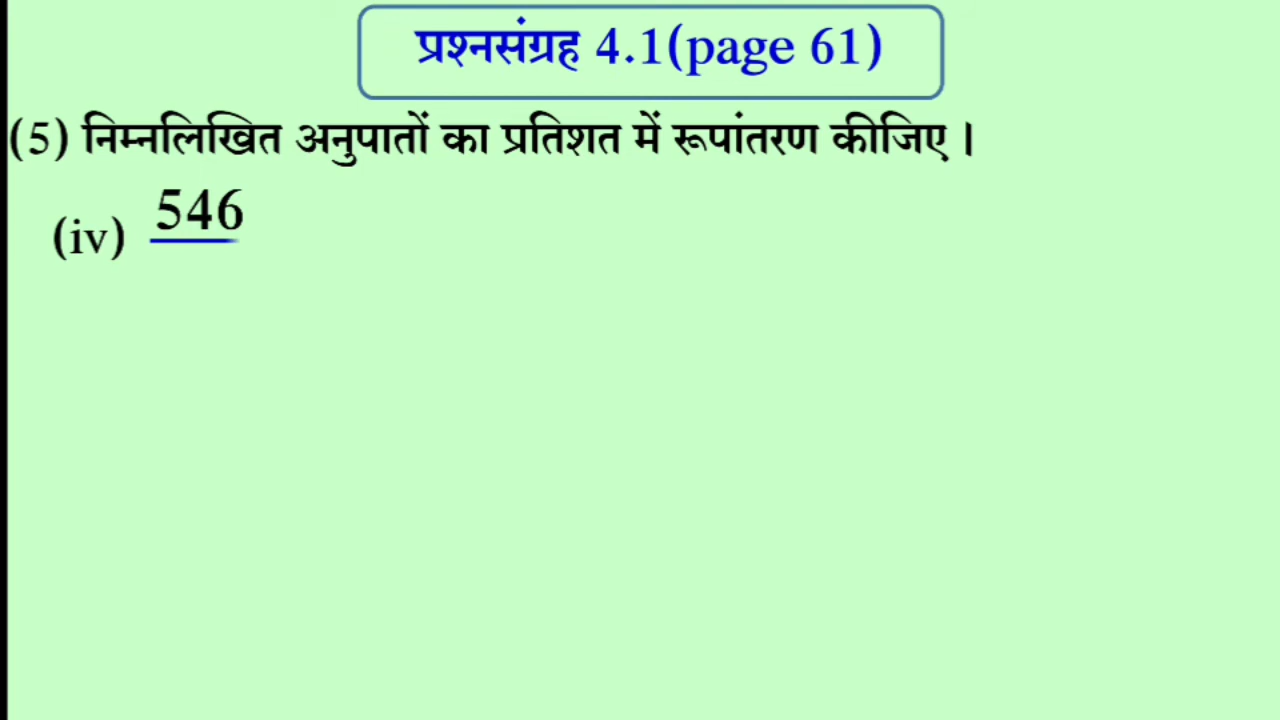 प्रश्नसंग्रह 4.1(page 61)
(5) निम्नलिखित अनुपातों का प्रतिशत में रूपांतरण कीजिए ।
(iv) 546